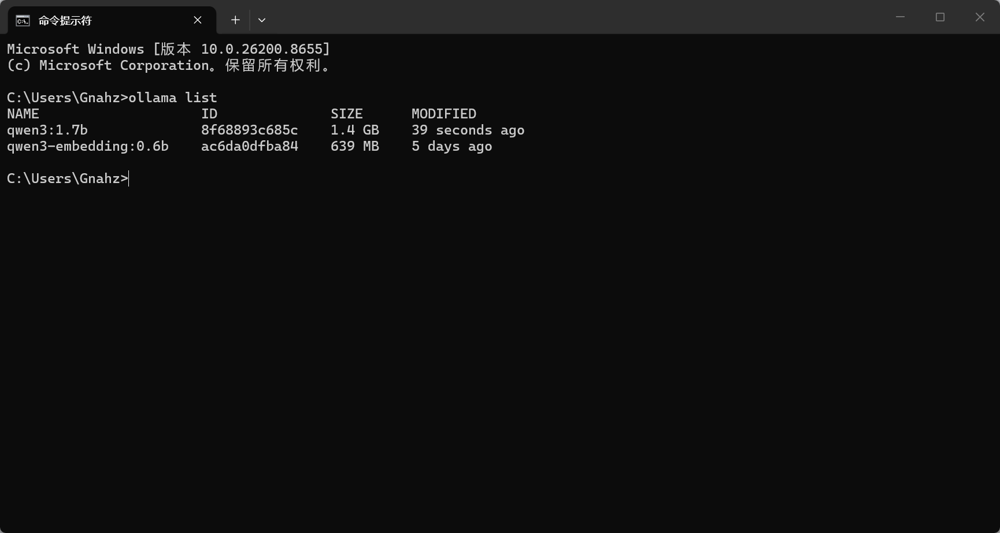 命令提示符
Microsoft Windows [版本 10.0.26200.8655]
(c) Microsoft Corporation。保留所有权利。
C:\Users\Gnahz>ollama list
NAME                    ID              SIZE      MODIFIED
qwen3:1.7b              8f68893c685c    1.4 GB    39 seconds ago
qwen3-embedding:0.6b    ac6da0dfba84    639 MB    5 days ago
C:\Users\Gnahz>